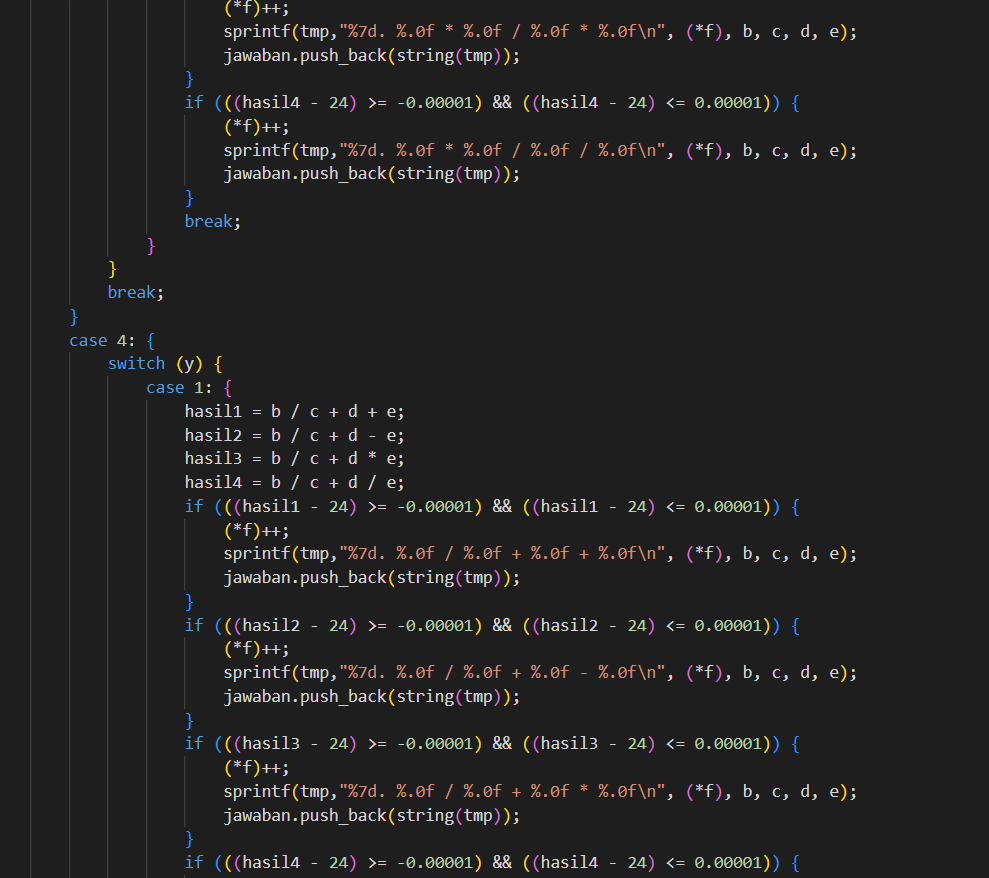 (*f)++;
sprintf(tmp,"%7d. %.0f * %.0f / %.0f * %.0f\n", (*f), b, c, d, e);
jawaban.push_back(string(tmp));
}
if (((hasil4 - 24) >= -0.00001) && ((hasil4 - 24) <= 0.00001)) {
(*f)++;
sprintf(tmp,"%7d. %.0f * %.0f / %.0f / %.0f\n", (*f), b, c, d, e);
jawaban.push_back(string(tmp));
}
break;
}
}
break;
}
case 4: {
switch (y) {
case 1: {
hasil1 = b / c + d + e;
hasil2 = b / c + d - e;
hasil3 = b / c + d * e;
hasil4 = b / c + d / e;
if (((hasil1 - 24) >= -0.00001) && ((hasil1 - 24) <= 0.00001)) {
(*f)++;
sprintf(tmp,"%7d. %.0f / %.0f + %.0f + %.0f\n", (*f), b, c, d, e);
jawaban.push_back(string(tmp));
}
if (((hasil2 - 24) >= -0.00001) && ((hasil2 - 24) <= 0.00001)) {
(*f)++;
sprintf(tmp,"%7d. %.0f / %.0f + %.0f - %.0f\n", (*f), b, c, d, e);
jawaban.push_back(string(tmp));
}
if (((hasil3 - 24) >= -0.00001) && ((hasil3 - 24) <= 0.00001)) {
(*f)++;
sprintf(tmp,"%7d. %.0f / %.0f + %.0f * %.0f\n", (*f), b, c, d, e);
jawaban.push_back(string(tmp));
}
if (((hasil4 - 24) >= -0.00001) && ((hasil4 - 24) <= 0.00001)) {